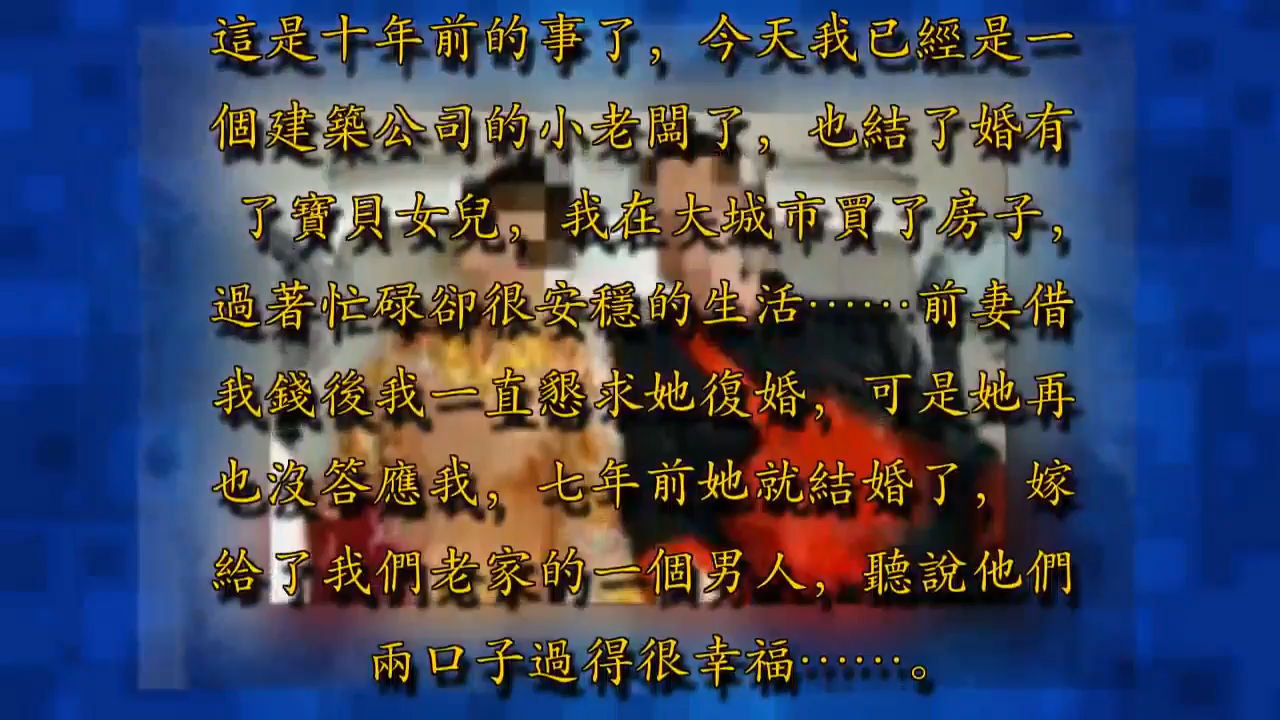 這是十年前的事了，今天我已經是一
個建築公司的小老闆了，也結了婚有
了寶貝女兒，我在大城市買了房子，
過著忙碌卻很安穩的生活……前妻借
我錢後我一直懇求她復婚，可是她再
也沒答應我，七年前她就結婚了，嫁
給了我們老家的一個男人，聽說他們
兩口子過得很幸福……。